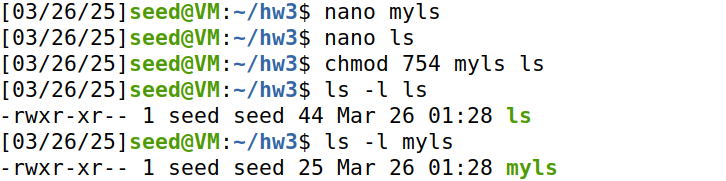 [03/26/25]seed@VM:~/hw3$ nano myls
[03/26/25]seed@VM:~/hw3$ nano ls
[03/26/25]seed@VM:~/hw3$ chmod 754 myls ls
[03/26/25]seed@VM:~/hw3$ ls -l ls
-rwxr-xr-- 1 seed seed 44 Mar 26 01:28 ls
[03/26/25]seed@VM:~/hw3$ ls -l myls
-rwxr-xr-- 1 seed seed 25 Mar 26 01:28 myls